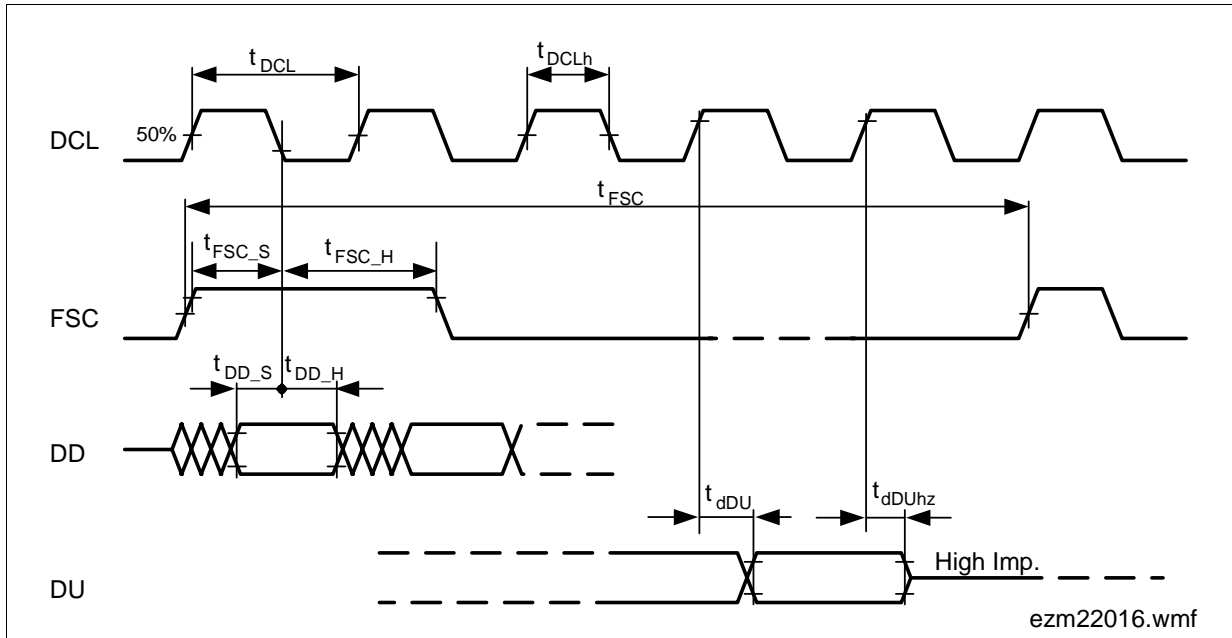 t DCL
t DCLh
DCL
50%
t FSC
t FSC_S
t FSC_H
FSC
t DD_S
t DD_H
DD
t dDU
t dDUhz
High Imp.
DU
ezm22016.wmf